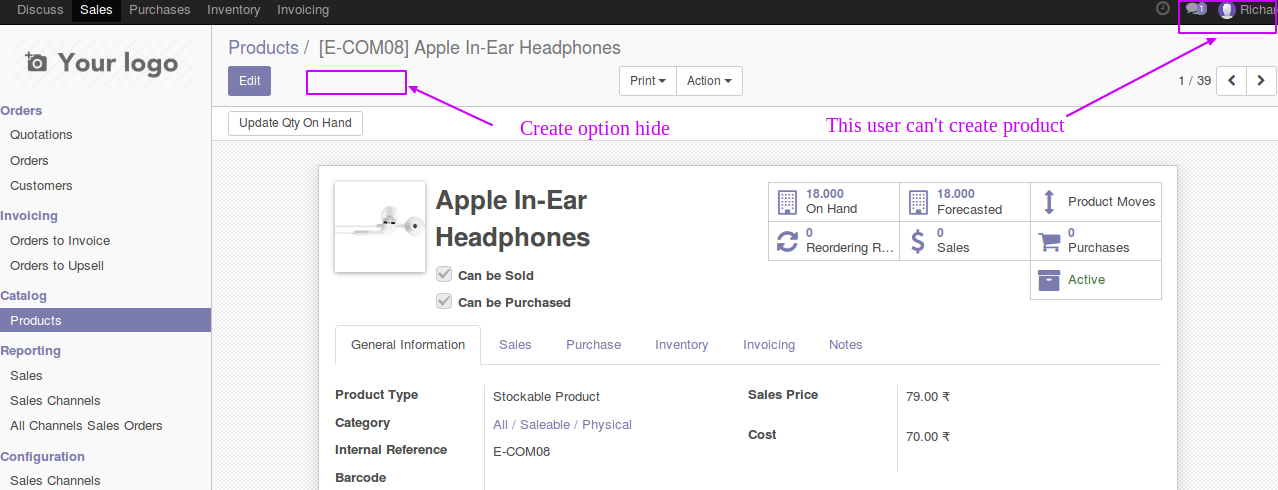 Discuss Sales Purchases Inventory Invoicing 1 Richar
Your logo
Products / [E-COM08] Apple In-Ear Headphones
Edit Print Action 1 / 39
Create option hide This user can't create product
Update Qty On Hand
Orders
Quotations
Orders
Customers
Invoicing
Orders to Invoice
Orders to Upsell
Catalog
Products
Reporting
Sales
Sales Channels
All Channels Sales Orders
Configuration
Sales Channels
Apple In-Ear
Headphones
Can be Sold
Can be Purchased
18.000
On Hand
18.000
Forecasted
Product Moves
0
Reordering R...
0
Sales
0
Purchases
Active
General Information Sales Purchase Inventory Invoicing Notes
Product Type Stockable Product
Category All / Saleable / Physical
Internal Reference E-COM08
Barcode
Sales Price 79.00 ₹
Cost 70.00 ₹